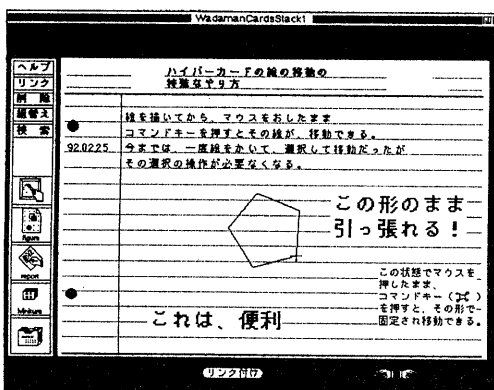 WadamanCardsStack1
ヘルプ
リンク
削除
組替え
検索
figure
report
Miniture
ハイパーカードの絵の移動の
特殊なやり方
絵を描いてから、マウスをおしたまま
コマンドキーを押すとその絵が、移動できる。
92.02.25 今までは、一度絵をかいて、選択して移動だったが
その選択の操作が必要なくなる。
この形のまま
引っ張れる!
この状態でマウスを
押したまま、
コマンドキー(⌘)
を押すと、その形で
固定され移動できる。
これは、便利
リンク付け